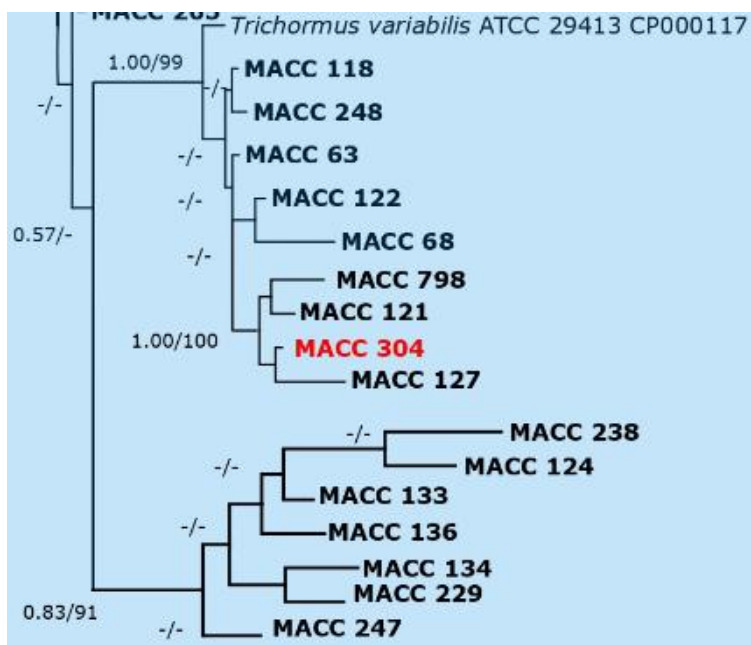 MACC 265
Trichormus variabilis ATCC 29413 CP000117
1.00/99
MACC 118
-/-
-/-
MACC 248
-/-
MACC 63
-/-
MACC 122
0.57/-
MACC 68
-/-
MACC 798
MACC 121
1.00/100
MACC 304
MACC 127
-/-
MACC 238
MACC 124
-/-
MACC 133
-/-
MACC 136
MACC 134
MACC 229
0.83/91
-/-
MACC 247